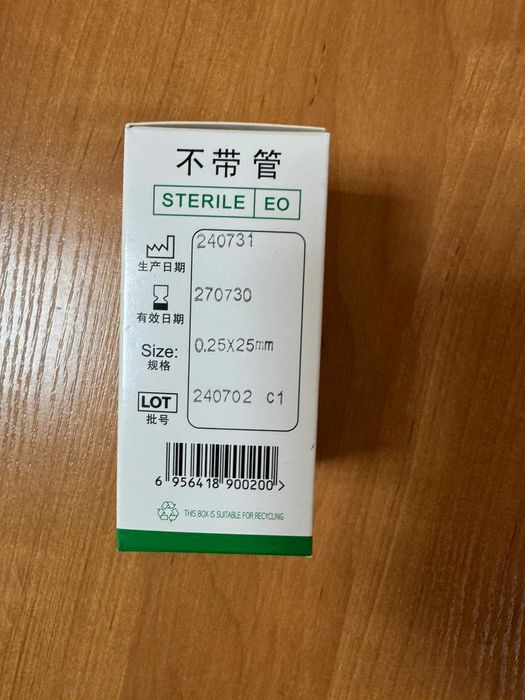 不带管
STERILE EO
240731
生产日期
270730
有效日期
Size: 0.25X25mm
规格
LOT 240702 C1
批号
6 956418 900200 >
THIS BOX IS SUITABLE FOR RECYCLING